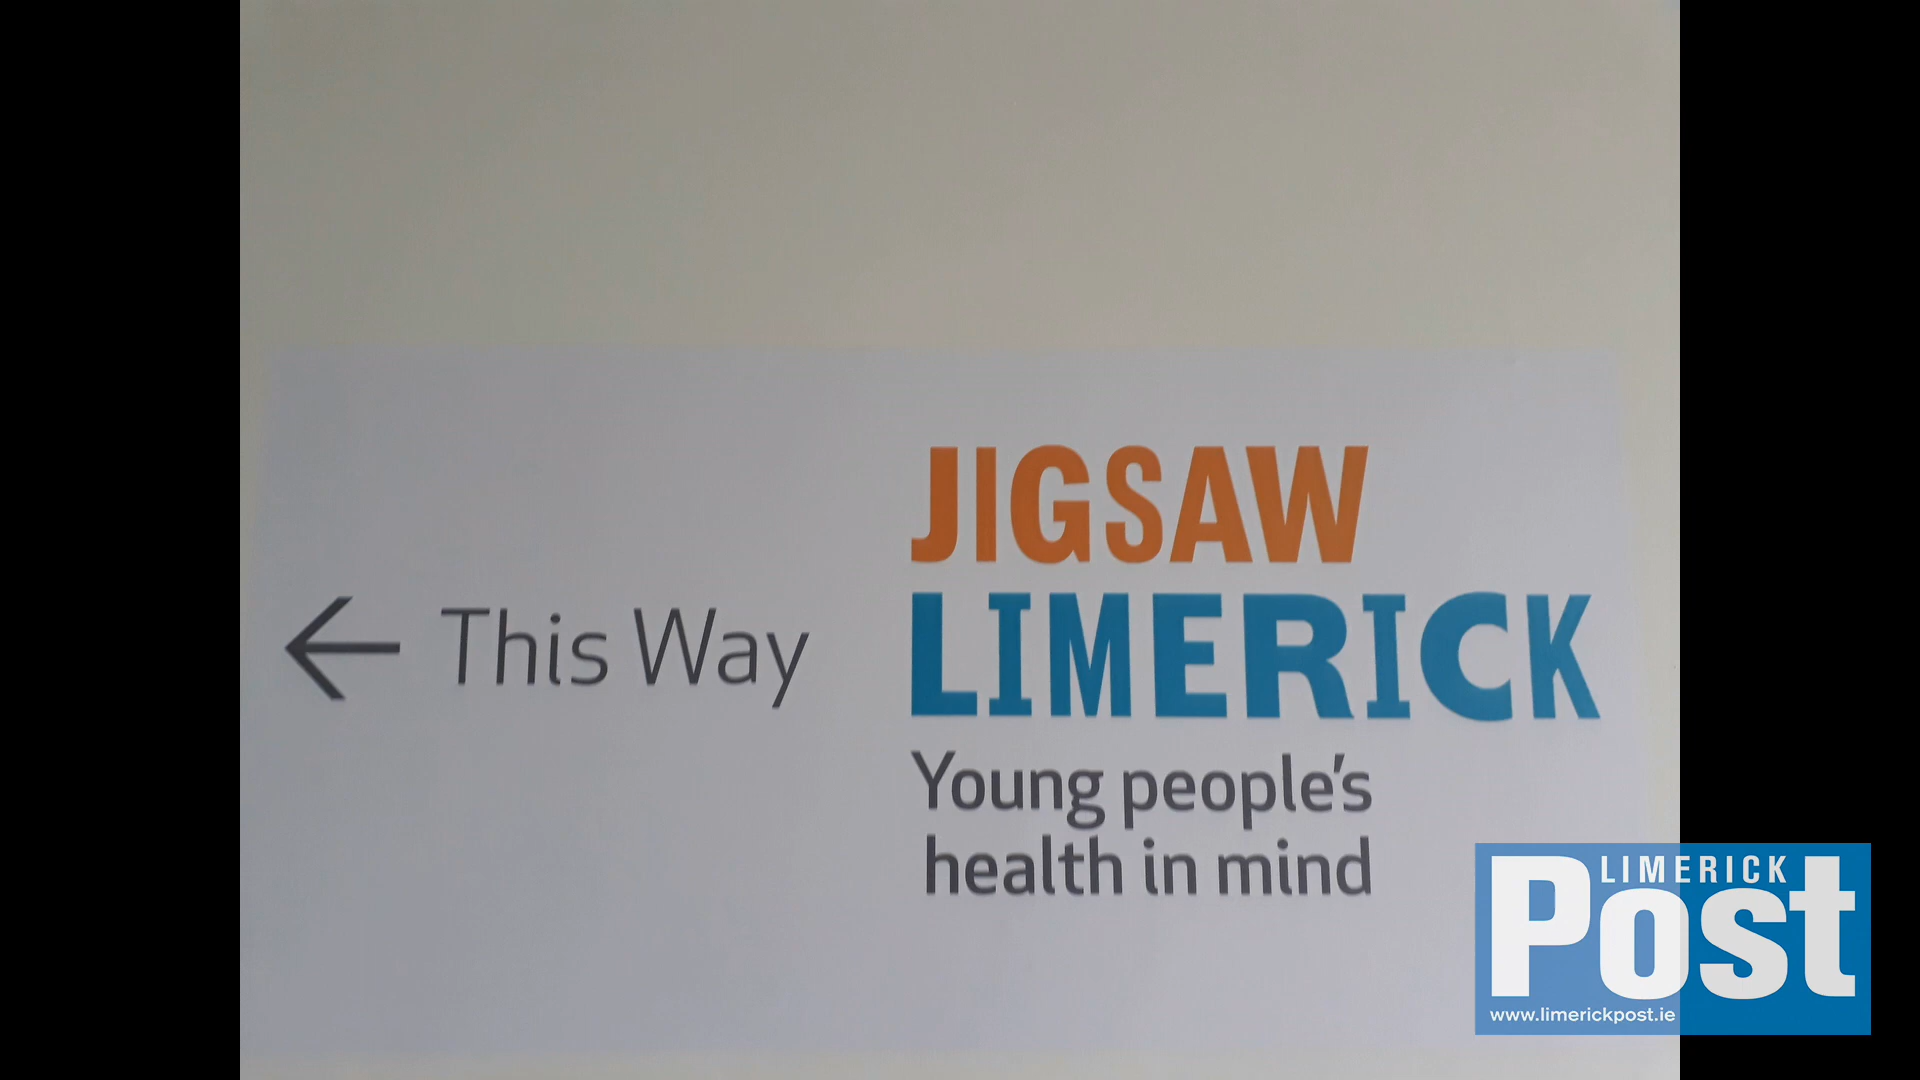 ← This Way
JIGSAW
LIMERICK
Young people's
health in mind
LIMERICK
Post
www.limerickpost.ie